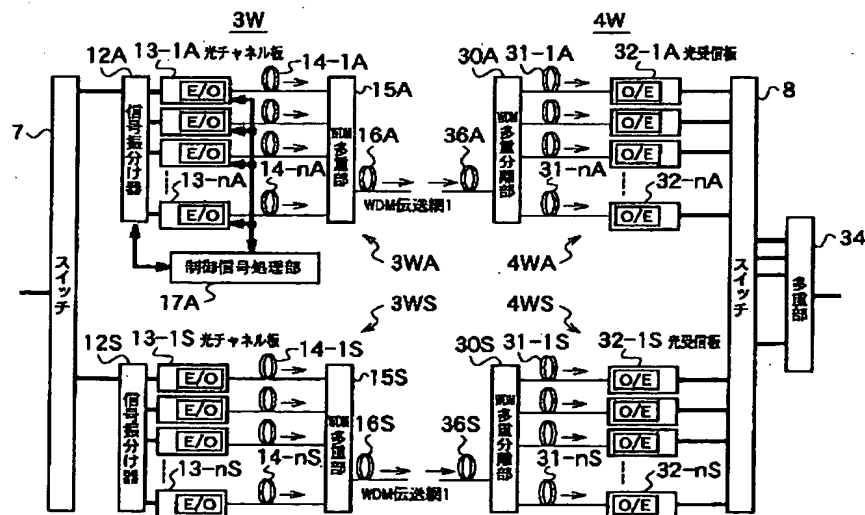 3W
4W
12A
13-1A 光チャネル板
14-1A
15A
30A
31-1A
32-1A 光受信板
8
7
E/O
E/O
E/O
E/O
信号振分け器
WDM多重部
16A
36A
WDM多重分離部
O/E
O/E
O/E
O/E
13-nA
14-nA
WDM伝送網1
31-nA
32-nA
34
制御信号処理部
17A
3WA
4WA
スイッチ
スイッチ
多重部
3WS
4WS
12S
13-1S 光チャネル板
14-1S
15S
30S
31-1S
32-1S 光受信板
E/O
E/O
E/O
E/O
信号振分け器
WDM多重部
16S
36S
WDM多重分離部
O/E
O/E
O/E
O/E
13-nS
14-nS
WDM伝送網1
31-nS
32-nS